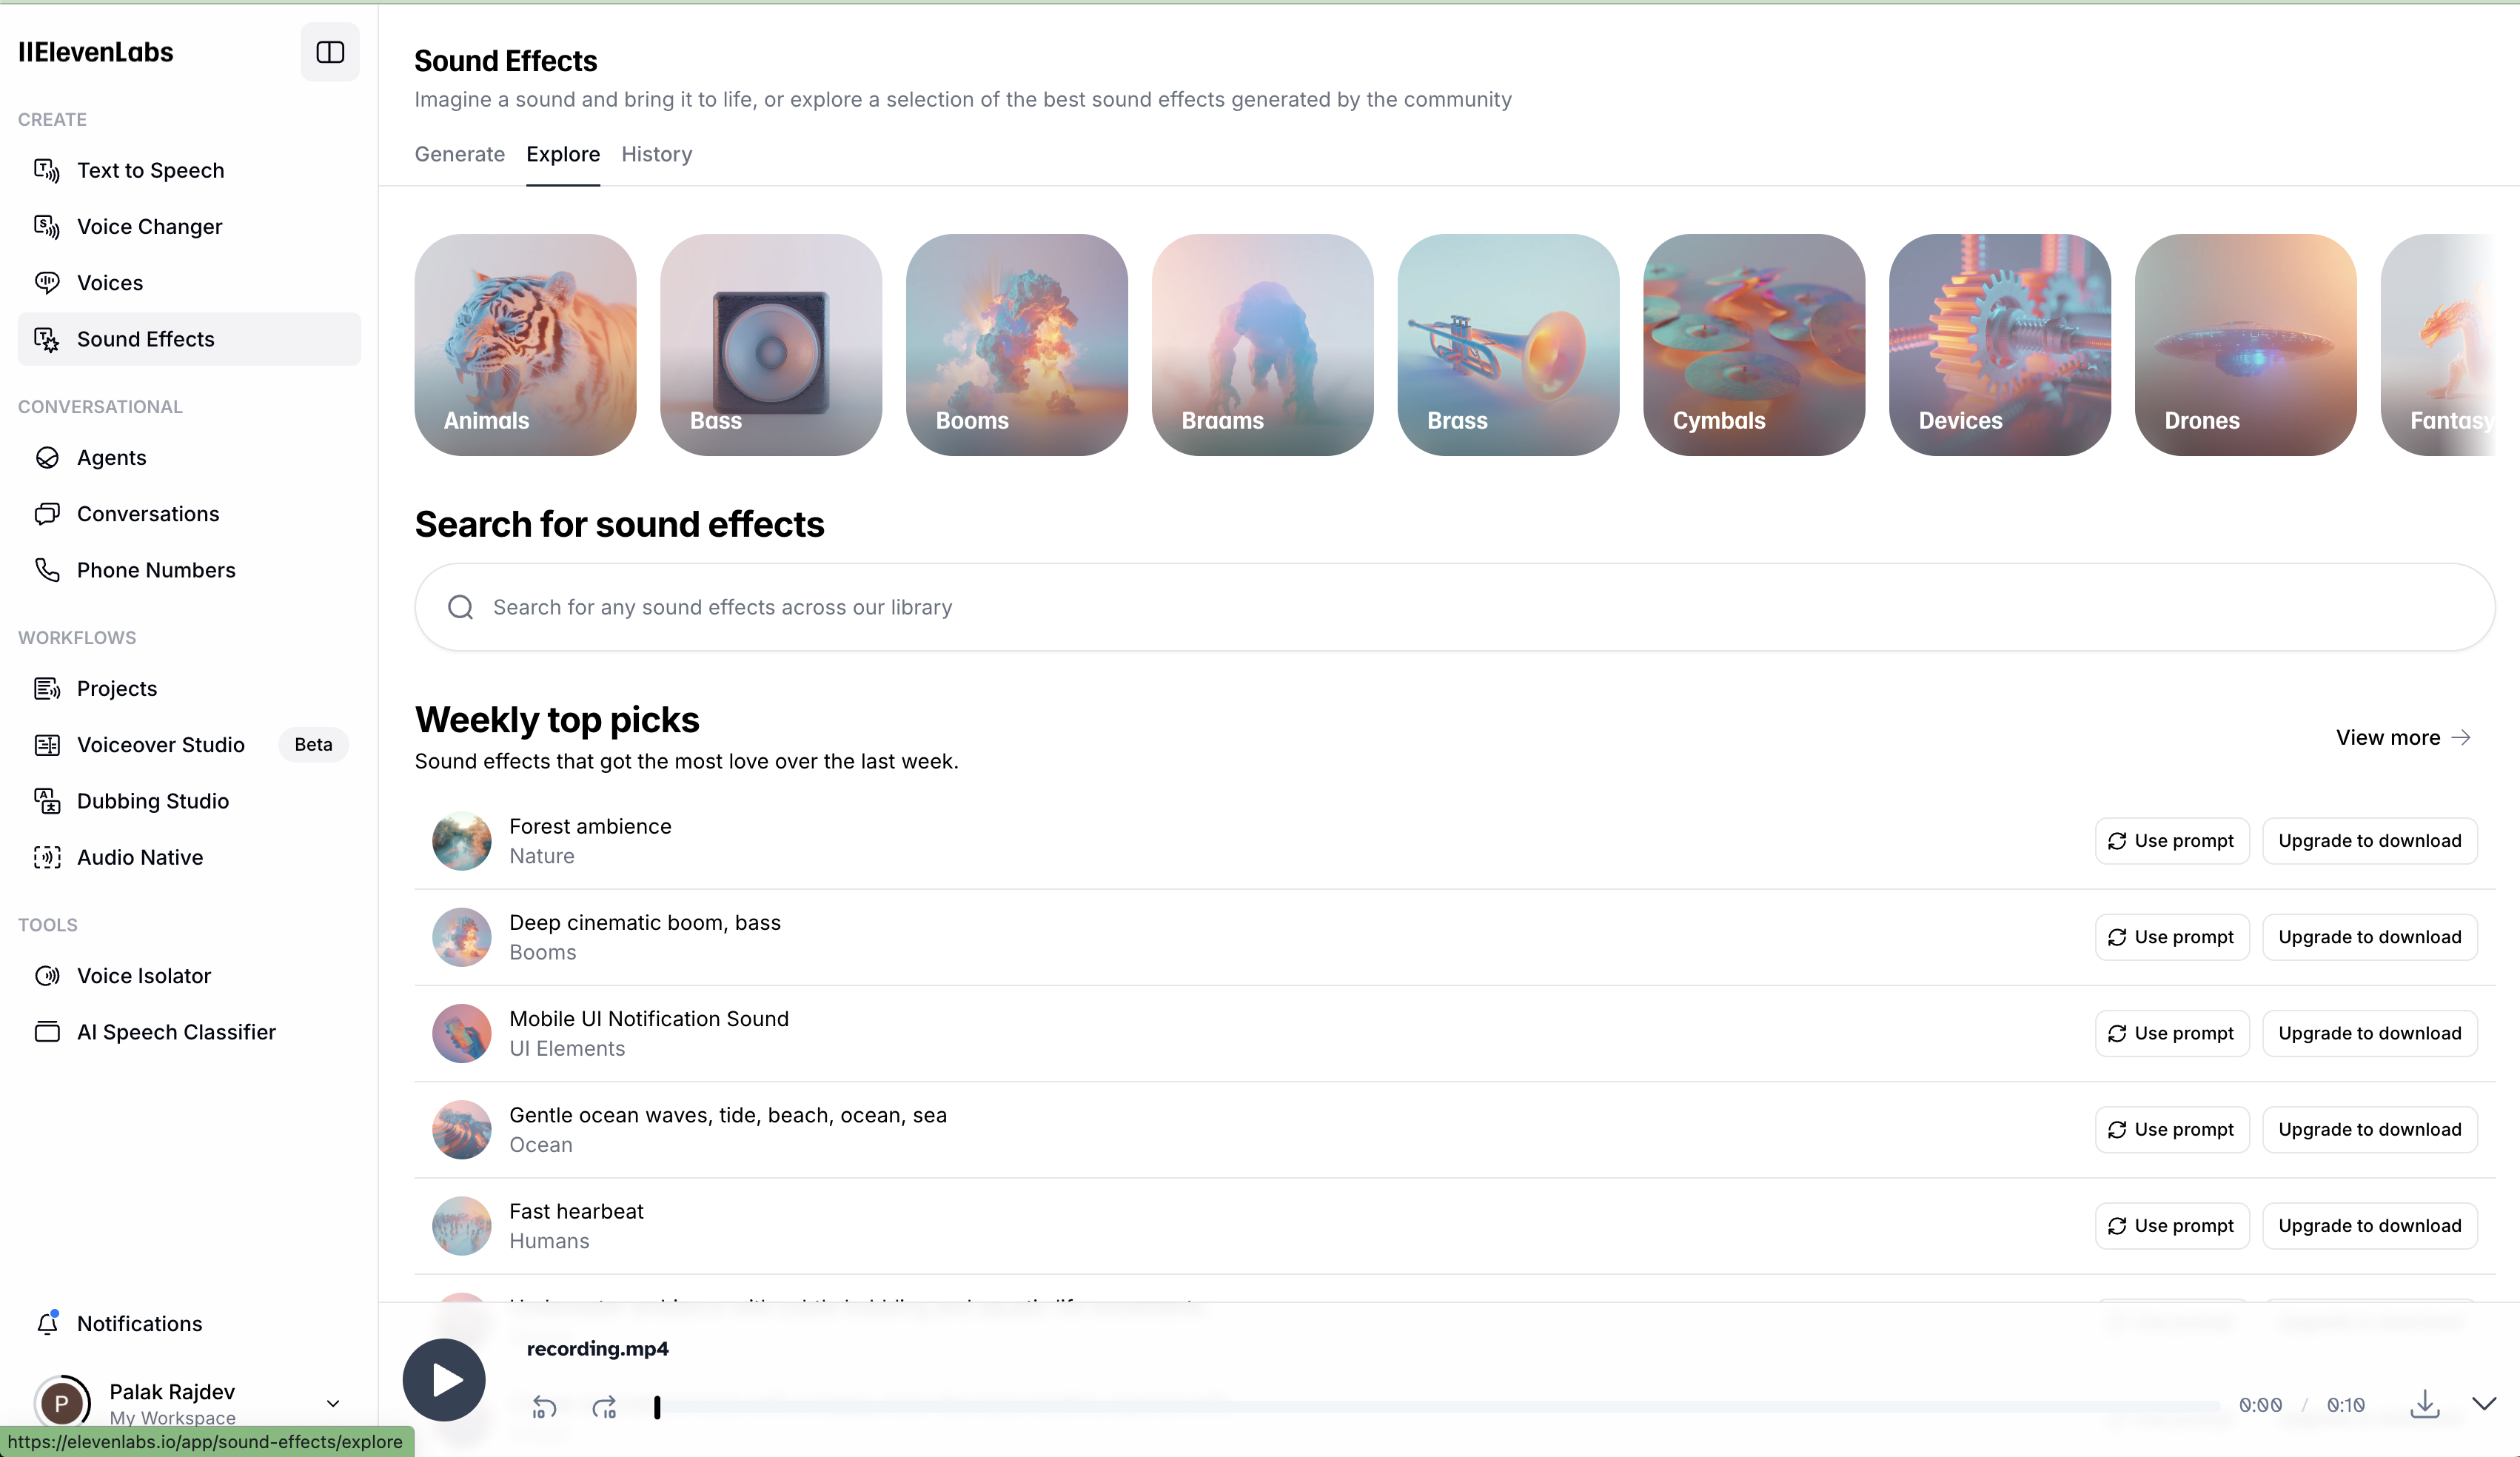 IIElevenLabs
CREATE
Text to Speech
Voice Changer
Voices
Sound Effects
CONVERSATIONAL
Agents
Conversations
Phone Numbers
WORKFLOWS
Projects
Voiceover Studio Beta
Dubbing Studio
Audio Native
TOOLS
Voice Isolator
AI Speech Classifier
Notifications
P
Palak Rajdev
My Workspace
https://elevenlabs.io/app/sound-effects/explore
Sound Effects
Imagine a sound and bring it to life, or explore a selection of the best sound effects generated by the community
Generate Explore History
Animals Bass Booms Braams Brass Cymbals Devices Drones Fantasy
Search for sound effects
Search for any sound effects across our library
Weekly top picks
View more
Sound effects that got the most love over the last week.
Forest ambience
Nature
Use prompt Upgrade to download
Deep cinematic boom, bass
Booms
Use prompt Upgrade to download
Mobile UI Notification Sound
UI Elements
Use prompt Upgrade to download
Gentle ocean waves, tide, beach, ocean, sea
Ocean
Use prompt Upgrade to download
Fast hearbeat
Humans
Use prompt Upgrade to download
recording.mp4
10 10 0:00 / 0:10